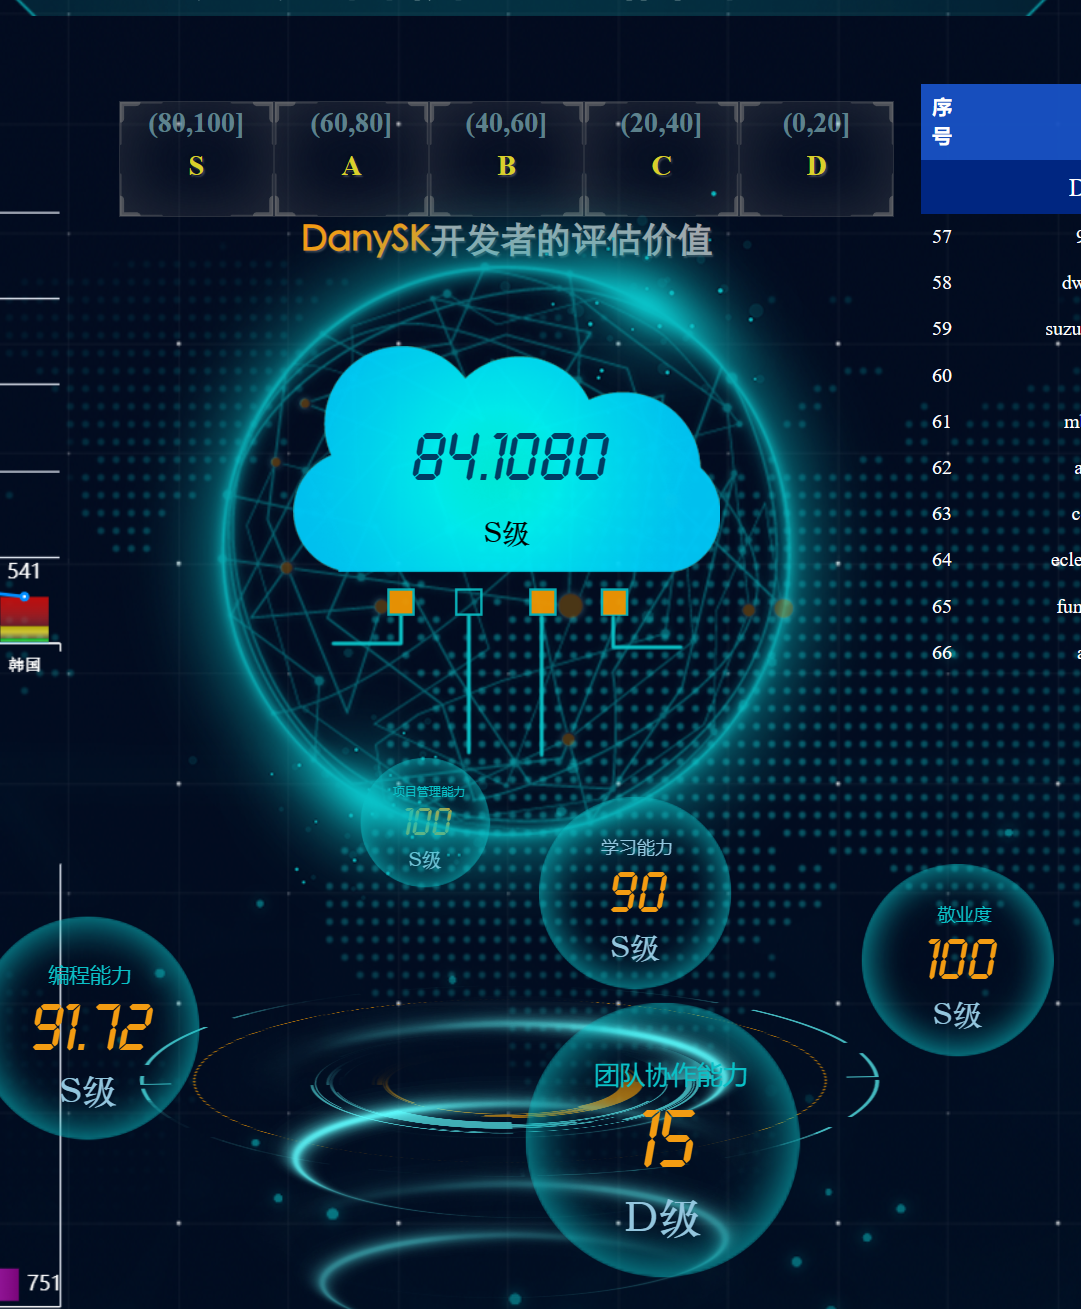 (80,100]
S
(60,80]
A
(40,60]
B
(20,40]
C
(0,20]
D
DanySK开发者的评估价值
84.1080
S级
项目管理能力
100
S级
学习能力
90
S级
敬业度
100
S级
编程能力
91.72
S级
团队协作能力
15
D级
541
韩国
751
序
号
57
58
59
60
61
62
63
64
65
66